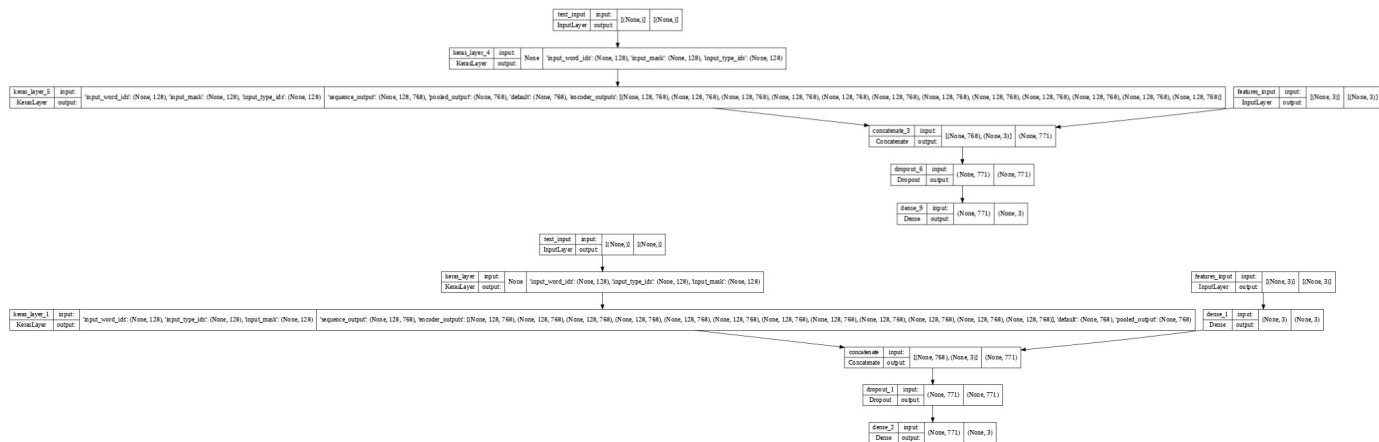 text_input input: [(None,)] [(None,)]
InputLayer output:
keras_layer_4 input: None 'input_word_ids': (None, 128), 'input_mask': (None, 128), 'input_type_ids': (None, 128)
KerasLayer output:
keras_layer_5 input: 'input_word_ids': (None, 128), 'input_mask': (None, 128), 'input_type_ids': (None, 128) 'sequence_output': (None, 128, 768), 'pooled_output': (None, 768), 'default': (None, 768), 'encoder_outputs': [(None, 128, 768), (None, 128, 768), (None, 128, 768), (None, 128, 768), (None, 128, 768), (None, 128, 768), (None, 128, 768), (None, 128, 768), (None, 128, 768), (None, 128, 768), (None, 128, 768), (None, 128, 768)]
KerasLayer output:
features_input input: [(None, 3)] [(None, 3)]
InputLayer output:
concatenate_3 input: [(None, 768), (None, 3)] (None, 771)
Concatenate output:
dropout_6 input: (None, 771) (None, 771)
Dropout output:
dense_9 input: (None, 771) (None, 3)
Dense output:
text_input input: [(None,)] [(None,)]
InputLayer output:
keras_layer input: None 'input_word_ids': (None, 128), 'input_type_ids': (None, 128), 'input_mask': (None, 128)
KerasLayer output:
features_input input: [(None, 3)] [(None, 3)]
InputLayer output:
keras_layer_1 input: 'input_word_ids': (None, 128), 'input_type_ids': (None, 128), 'input_mask': (None, 128) 'sequence_output': (None, 128, 768), 'encoder_outputs': [(None, 128, 768), (None, 128, 768), (None, 128, 768), (None, 128, 768), (None, 128, 768), (None, 128, 768), (None, 128, 768), (None, 128, 768), (None, 128, 768), (None, 128, 768), (None, 128, 768), (None, 128, 768)], 'default': (None, 768), 'pooled_output': (None, 768)
KerasLayer output:
dense_1 input: (None, 3) (None, 3)
Dense output:
concatenate input: [(None, 768), (None, 3)] (None, 771)
Concatenate output:
dropout_1 input: (None, 771) (None, 771)
Dropout output:
dense_2 input: (None, 771) (None, 3)
Dense output: